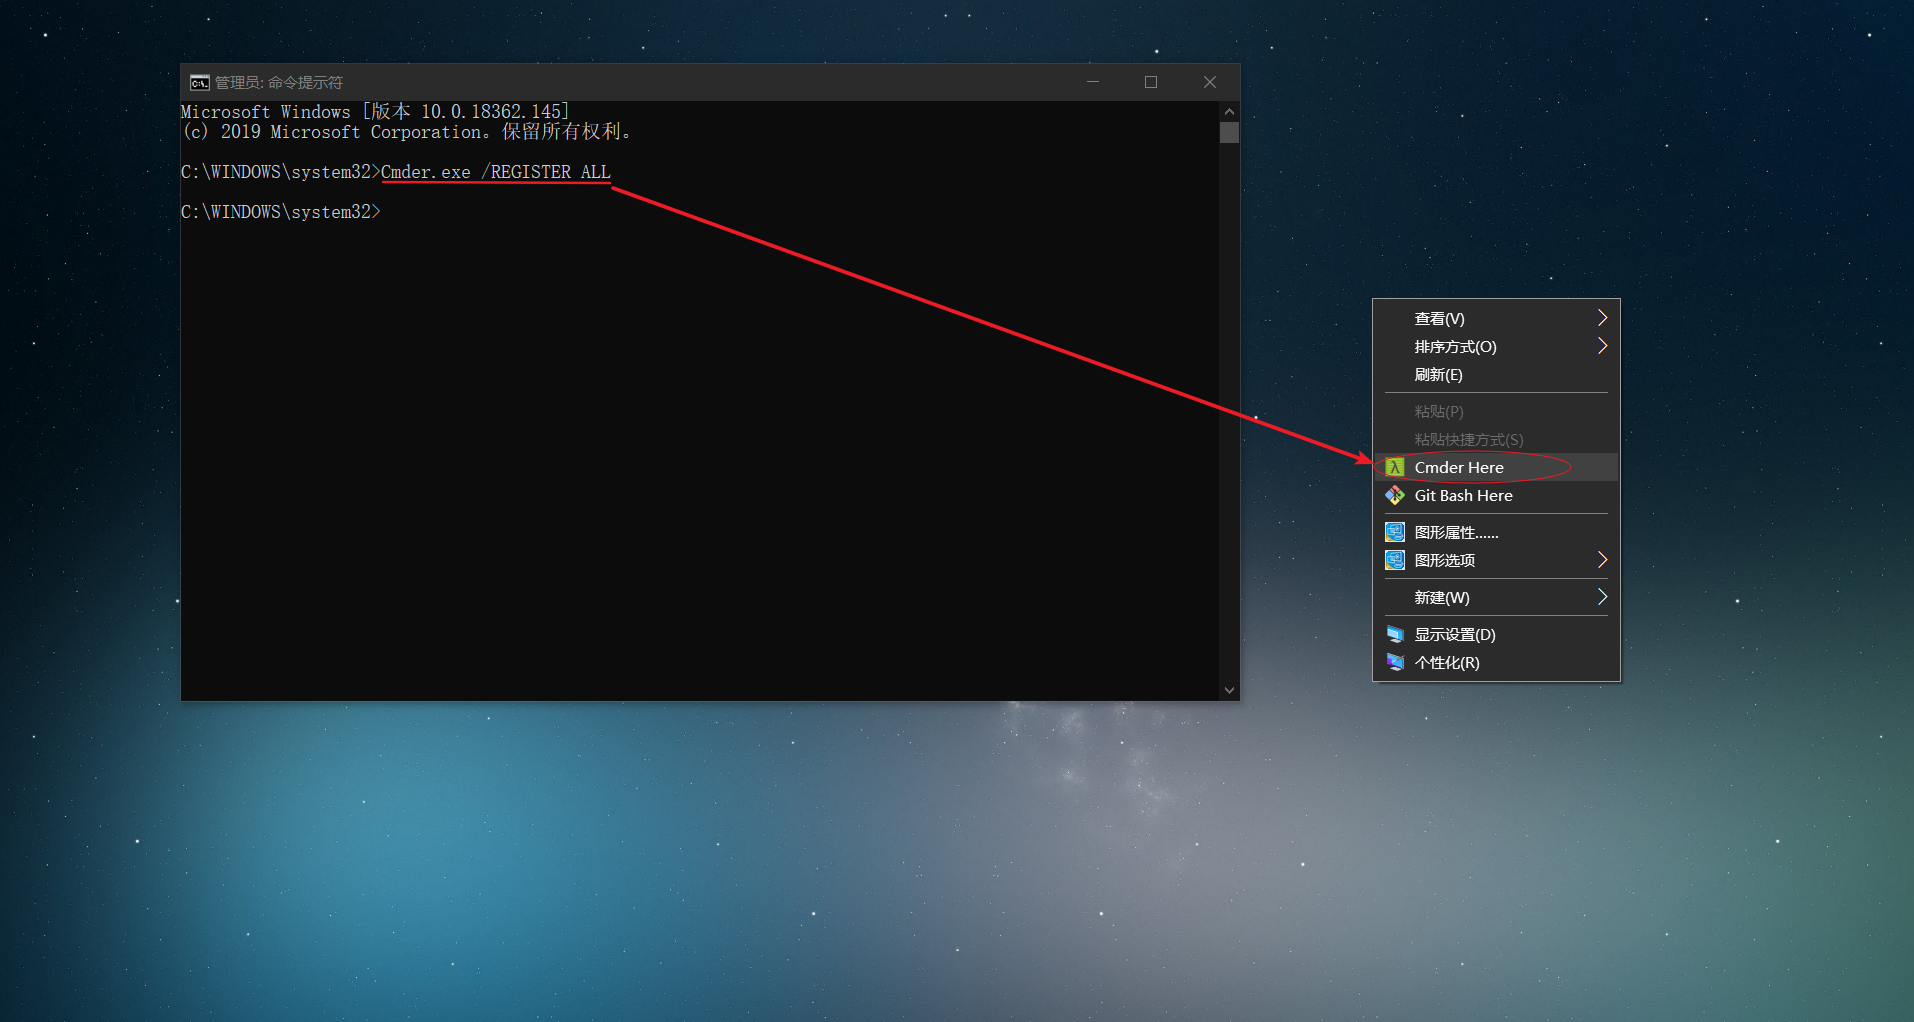 管理员: 命令提示符
Microsoft Windows [版本 10.0.18362.145]
(c) 2019 Microsoft Corporation。保留所有权利。
C:\WINDOWS\system32>Cmder.exe /REGISTER ALL
C:\WINDOWS\system32>
查看(V)
排序方式(O)
刷新(E)
粘贴(P)
粘贴快捷方式(S)
Cmder Here
Git Bash Here
图形属性......
图形选项
新建(W)
显示设置(D)
个性化(R)